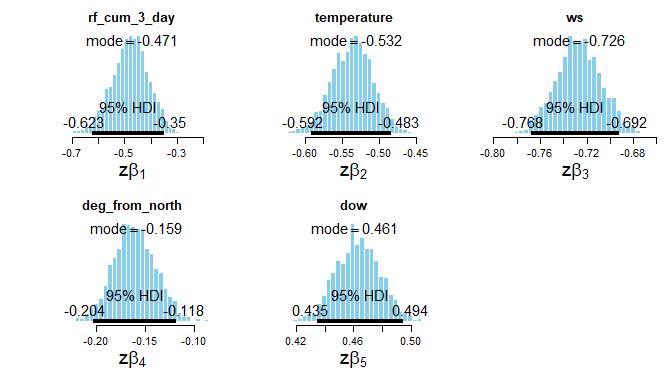 rf_cum_3_day
mode = -0.471
95% HDI
-0.623 -0.35
-0.7 -0.5 -0.3
zβ1
temperature
mode = -0.532
95% HDI
-0.592 -0.483
-0.60 -0.55 -0.50 -0.45
zβ2
ws
mode = -0.726
95% HDI
-0.768 -0.692
-0.80 -0.76 -0.72 -0.68
zβ3
deg_from_north
mode = -0.159
95% HDI
-0.204 -0.118
-0.20 -0.15 -0.10
zβ4
dow
mode = 0.461
95% HDI
0.435 0.494
0.42 0.46 0.50
zβ5